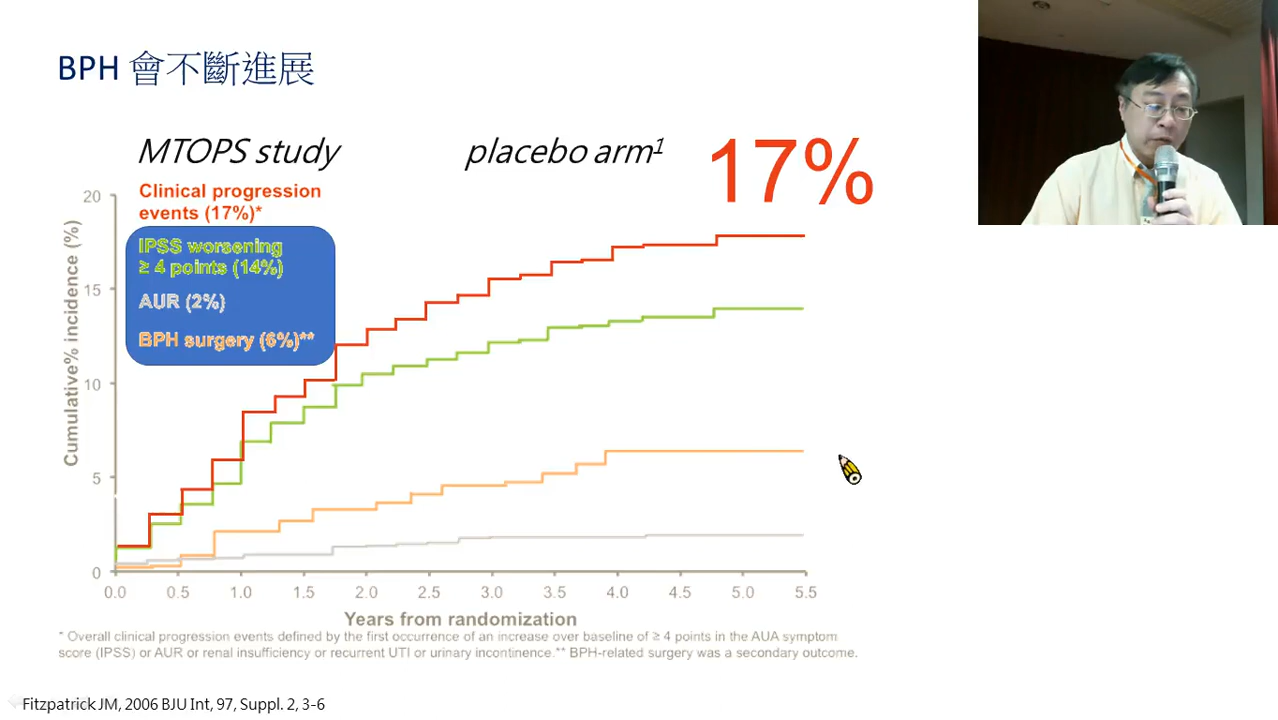 BPH 會不斷進展
MTOPS study
placebo arm¹
17%
Clinical progression
events (17%)*
IPSS worsening
≥ 4 points (14%)
AUR (2%)
BPH surgery (6%)**
Cumulative% incidence (%)
20
15
10
5
0
0.0 0.5 1.0 1.5 2.0 2.5 3.0 3.5 4.0 4.5 5.0 5.5
Years from randomization
* Overall clinical progression events defined by the first occurrence of an increase over baseline of ≥ 4 points in the AUA symptom
score (IPSS) or AUR or renal insufficiency or recurrent UTI or urinary incontinence.** BPH-related surgery was a secondary outcome.
Fitzpatrick JM, 2006 BJU Int, 97, Suppl. 2, 3-6